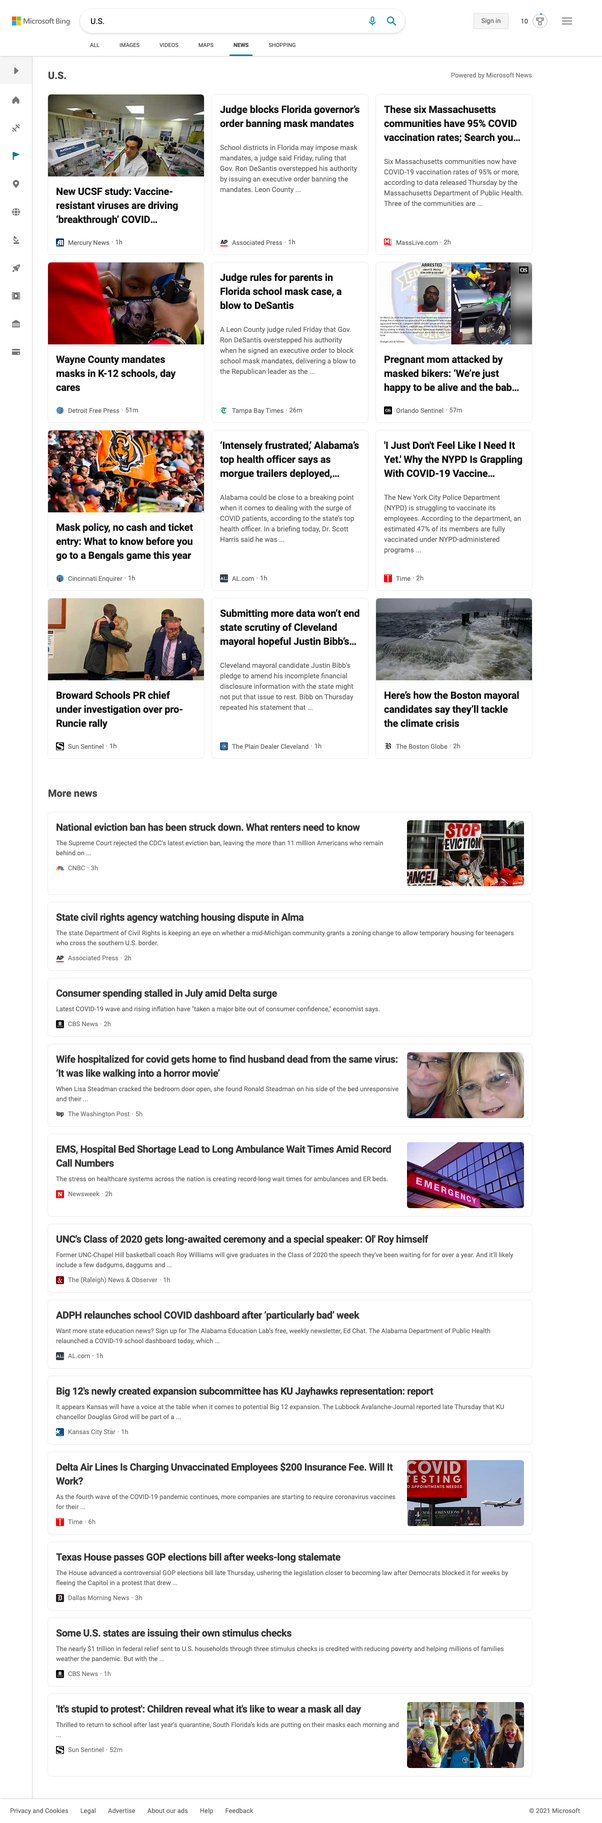 Microsoft Bing
U.S.
Sign in
10
ALL
IMAGES
VIDEOS
MAPS
NEWS
SHOPPING
U.S.
Powered by Microsoft News
New UCSF study: Vaccine-
resistant viruses are driving
‘breakthrough’ COVID...
Mercury News · 1h
Judge blocks Florida governor’s
order banning mask mandates
School districts in Florida may impose mask
mandates, a judge said Friday, ruling that
Gov. Ron DeSantis overstepped his authority
by issuing an executive order banning the
mandates. Leon County ...
AP
Associated Press · 1h
These six Massachusetts
communities have 95% COVID
vaccination rates; Search you...
Six Massachusetts communities now have
COVID-19 vaccination rates of 95% or more,
according to data released Thursday by the
Massachusetts Department of Public Health.
Three of the communities are ...
MassLive.com · 2h
Wayne County mandates
masks in K-12 schools, day
cares
Detroit Free Press · 51m
Judge rules for parents in
Florida school mask case, a
blow to DeSantis
A Leon County judge ruled Friday that Gov.
Ron DeSantis overstepped his authority
when he signed an executive order to block
school mask mandates, delivering a blow to
the Republican leader as the ...
Tampa Bay Times · 26m
ARRESTED
OS
Pregnant mom attacked by
masked bikers: ‘We’re just
happy to be alive and the bab...
Orlando Sentinel · 57m
Mask policy, no cash and ticket
entry: What to know before you
go to a Bengals game this year
Cincinnati Enquirer · 1h
‘Intensely frustrated,’ Alabama’s
top health officer says as
morgue trailers deployed,...
Alabama could be close to a breaking point
when it comes to dealing with the surge of
COVID patients, according to the state’s top
health officer. In a briefing today, Dr. Scott
Harris said he was ...
AL.com · 1h
'I Just Don't Feel Like I Need It
Yet.' Why the NYPD Is Grappling
With COVID-19 Vaccine...
The New York City Police Department
(NYPD) is struggling to vaccinate its
employees. According to the department, an
estimated 47% of its members are fully
vaccinated under NYPD-administered
programs ...
Time · 2h
Broward Schools PR chief
under investigation over pro-
Runcie rally
Sun Sentinel · 1h
Submitting more data won’t end
state scrutiny of Cleveland
mayoral hopeful Justin Bibb’s...
Cleveland mayoral candidate Justin Bibb’s
pledge to amend his incomplete financial
disclosure information with the state might
not put that issue to rest. Bibb on Thursday
repeated his statement that ...
The Plain Dealer Cleveland · 1h
Here’s how the Boston mayoral
candidates say they’ll tackle
the climate crisis
The Boston Globe · 2h
More news
National eviction ban has been struck down. What renters need to know
The Supreme Court rejected the CDC's latest eviction ban, leaving the more than 11 million Americans who remain
behind on ...
CNBC · 3h
STOP
EVICTION
CANCEL
State civil rights agency watching housing dispute in Alma
The state Department of Civil Rights is keeping an eye on whether a mid-Michigan community grants a zoning change to allow temporary housing for teenagers
who cross the southern U.S. border.
AP
Associated Press · 2h
Consumer spending stalled in July amid Delta surge
Latest COVID-19 wave and rising inflation have "taken a major bite out of consumer confidence," economist says.
CBS News · 2h
Wife hospitalized for covid gets home to find husband dead from the same virus:
‘It was like walking into a horror movie’
When Lisa Steadman cracked the bedroom door open, she found Ronald Steadman on his side of the bed unresponsive
and their ...
wp
The Washington Post · 5h
EMS, Hospital Bed Shortage Lead to Long Ambulance Wait Times Amid Record
Call Numbers
The stress on healthcare systems across the nation is creating record-long wait times for ambulances and ER beds.
N
Newsweek · 2h
EMERGENCY
UNC's Class of 2020 gets long-awaited ceremony and a special speaker: Ol' Roy himself
Former UNC-Chapel Hill basketball coach Roy Williams will give graduates in the Class of 2020 the speech they've been waiting for for over a year. And it'll likely
include a few dadgums, daggums and ...
The (Raleigh) News & Observer · 1h
ADPH relaunches school COVID dashboard after ‘particularly bad’ week
Want more state education news? Sign up for The Alabama Education Lab's free, weekly newsletter, Ed Chat. The Alabama Department of Public Health
relaunched a COVID-19 school dashboard today, which ...
AL.com · 1h
Big 12's newly created expansion subcommittee has KU Jayhawks representation: report
It appears Kansas will have a voice at the table when it comes to potential Big 12 expansion. The Lubbock Avalanche-Journal reported late Thursday that KU
chancellor Douglas Girod will be part of a ...
Kansas City Star · 1h
Delta Air Lines Is Charging Unvaccinated Employees $200 Insurance Fee. Will It
Work?
As the fourth wave of the COVID-19 pandemic continues, more companies are starting to require coronavirus vaccines
for their ...
Time · 6h
COVID
TESTING
APPOINTMENTS NEEDED
Texas House passes GOP elections bill after weeks-long stalemate
The House advanced a controversial GOP elections bill late Thursday, ushering the legislation closer to becoming law after Democrats blocked it for weeks by
fleeing the Capitol in a protest that drew ...
Dallas Morning News · 3h
Some U.S. states are issuing their own stimulus checks
The nearly $1 trillion in federal relief sent to U.S. households through three stimulus checks is credited with reducing poverty and helping millions of families
weather the pandemic. But with the ...
CBS News · 1h
'It's stupid to protest': Children reveal what it's like to wear a mask all day
Thrilled to return to school after last year's quarantine, South Florida's kids are putting on their masks each morning and
...
Sun Sentinel · 52m
Privacy and Cookies
Legal
Advertise
About our ads
Help
Feedback
© 2021 Microsoft